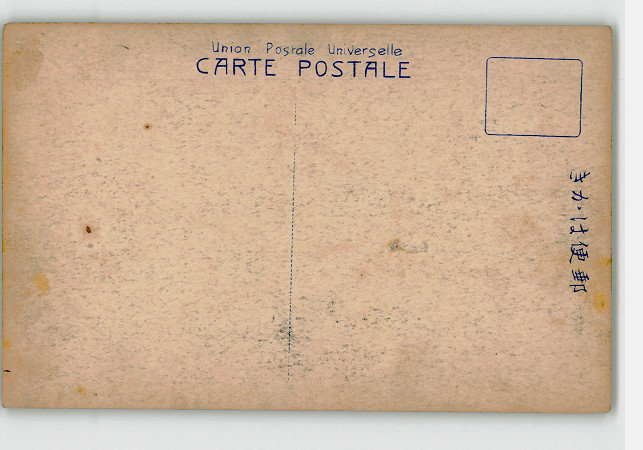 Union Postale Universelle
CARTE POSTALE
きか・は便郵